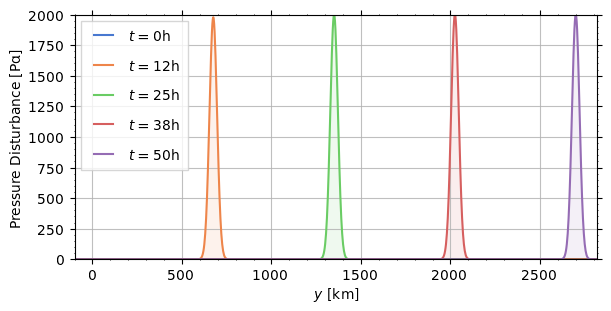 2000
1750
1500
1250
1000
750
500
250
0
Pressure Disturbance [Pα]
t = 0h
t = 12h
t = 25h
t = 38h
t = 50h
0 500 1000 1500 2000 2500
y [km]